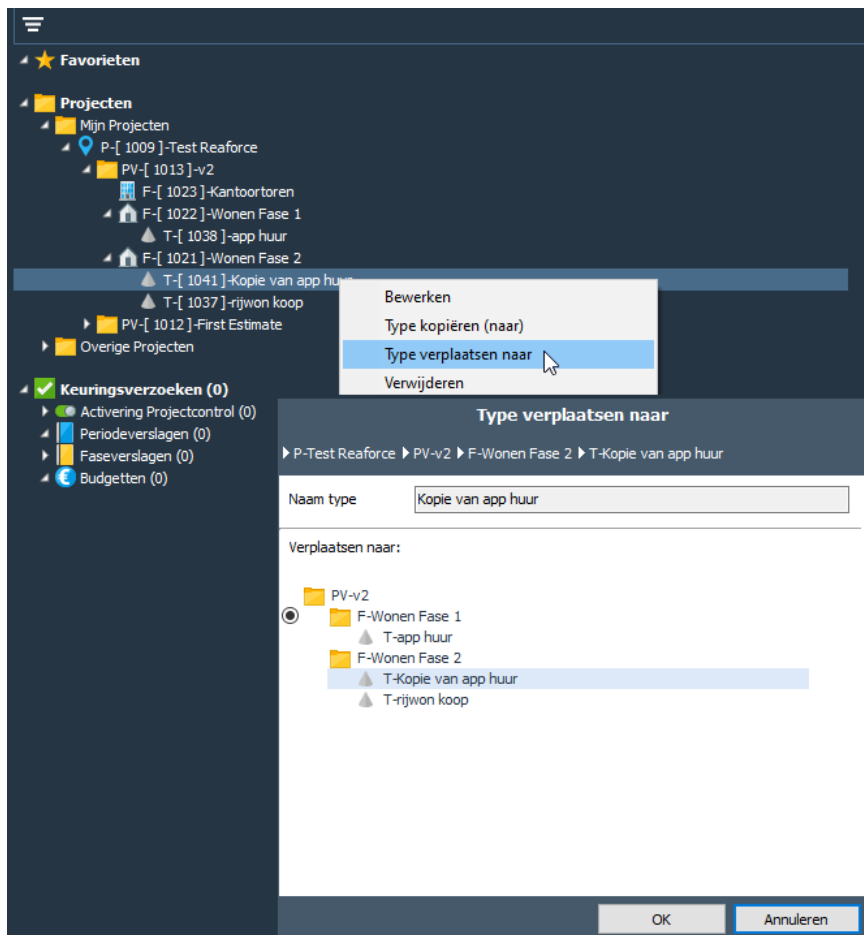 Favorieten
Projecten
Mijn Projecten
P-[ 1009 ]-Test Reaforce
PV-[ 1013 ]-v2
F-[ 1023 ]-Kantoortoren
F-[ 1022 ]-Wonen Fase 1
T-[ 1038 ]-app huur
F-[ 1021 ]-Wonen Fase 2
T-[ 1041 ]-Kopie van app huur
T-[ 1037 ]-rijwon koop
PV-[ 1012 ]-First Estimate
Overige Projecten
Bewerken
Type kopiëren (naar)
Type verplaatsen naar
Verwijderen
Keuringsverzoeken (0)
Activering Projectcontrol (0)
Periodeverslagen (0)
Faseverslagen (0)
Budgetten (0)
Type verplaatsen naar
P-Test Reaforce PV-v2 F-Wonen Fase 2 T-Kopie van app huur
Naam type Kopie van app huur
Verplaatsen naar:
PV-v2
F-Wonen Fase 1
T-app huur
F-Wonen Fase 2
T-Kopie van app huur
T-rijwon koop
OK Annuleren